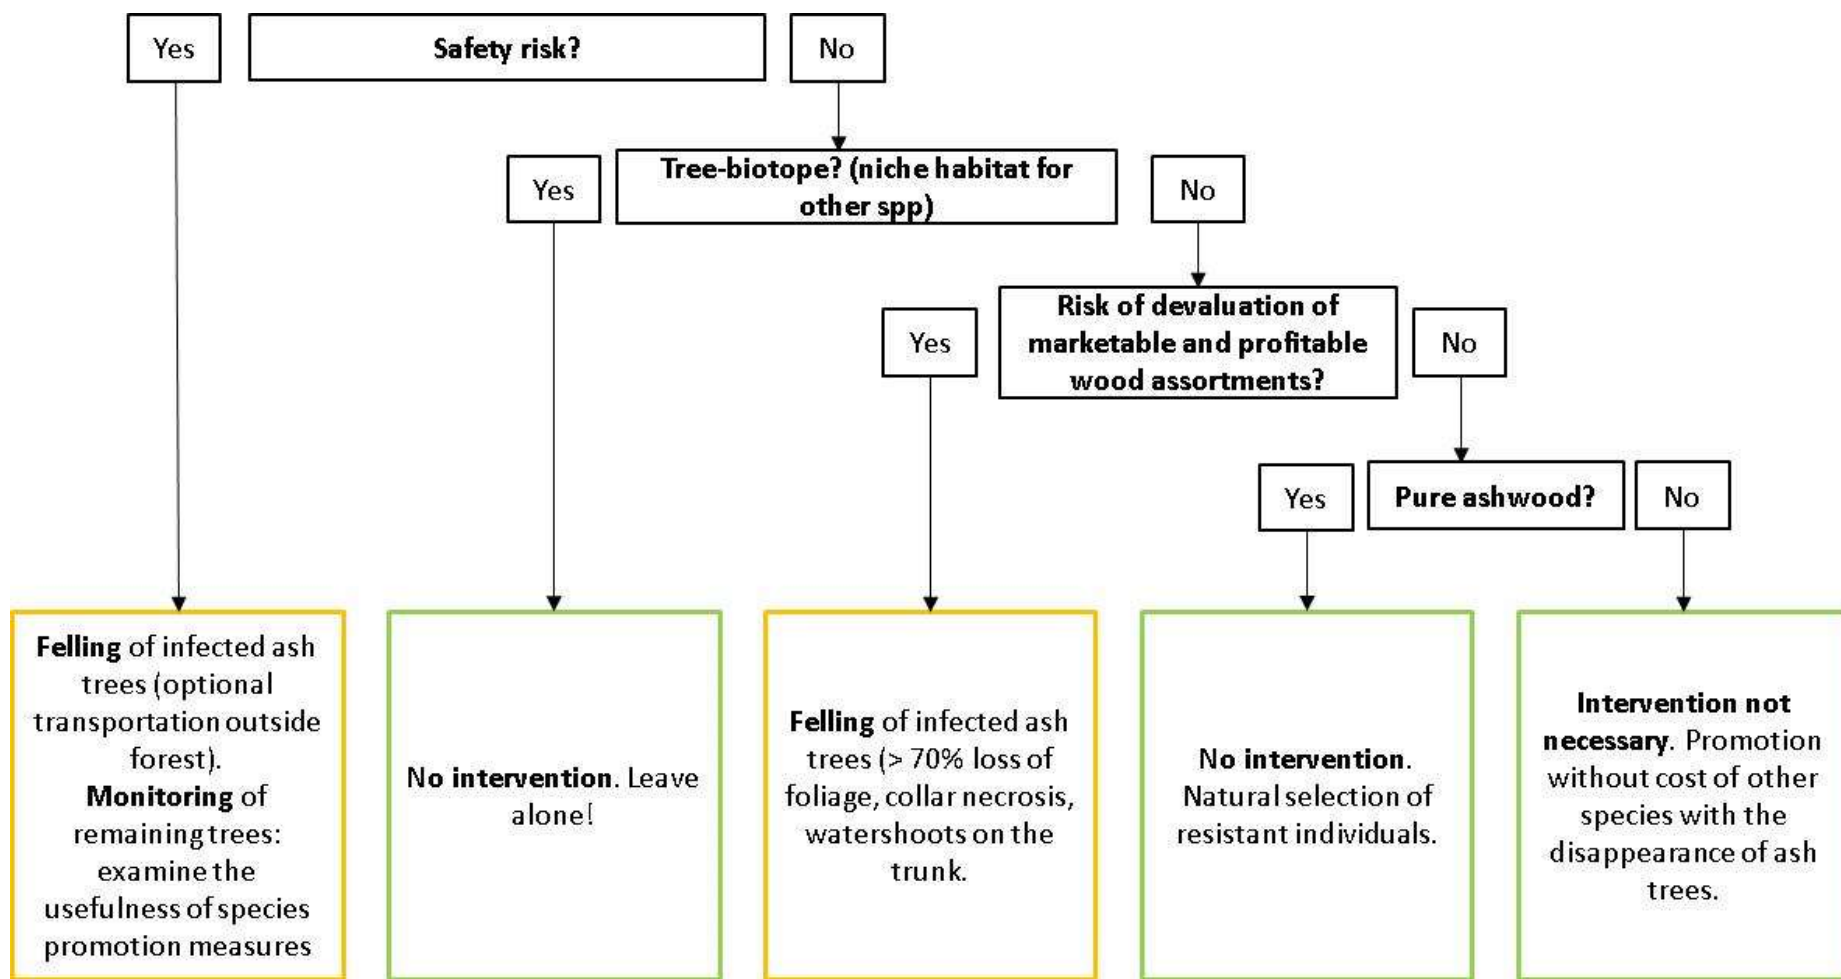 Yes
Safety risk?
No
Yes
Tree-biotope? (niche habitat for
other spp)
No
Yes
Risk of devaluation of
marketable and profitable
wood assortments?
No
Yes
Pure ashwood?
No
Felling of infected ash
trees (optional
transportation outside
forest).
Monitoring of
remaining trees:
examine the
usefulness of species
promotion measures
No intervention. Leave
alone!
Felling of infected ash
trees (> 70% loss of
foliage, collar necrosis,
watershoots on the
trunk.
No intervention.
Natural selection of
resistant individuals.
Intervention not
necessary. Promotion
without cost of other
species with the
disappearance of ash
trees.